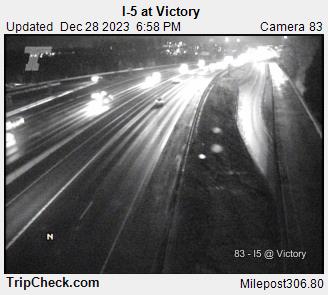 I-5 at Victory
Updated Dec 28 2023 6:58 PM Camera 83
T
N
83 - I5 @ Victory
TripCheck.com Milepost306.80